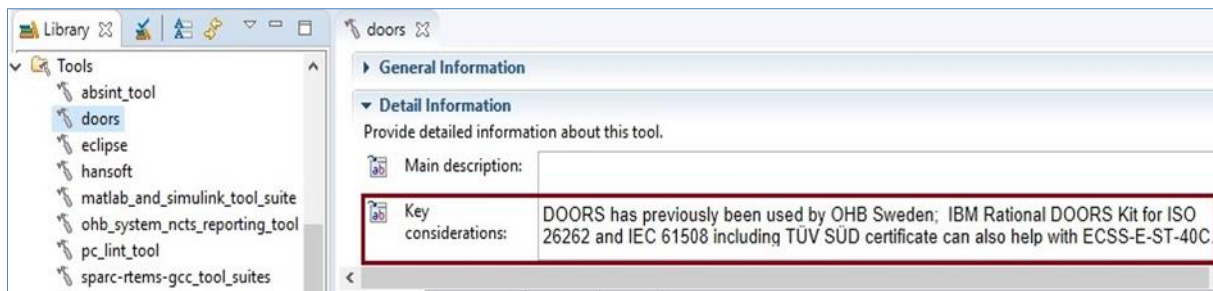 Library
Tools
absint_tool
doors
eclipse
hansoft
matlab_and_simulink_tool_suite
ohb_system_ncts_reporting_tool
pc_lint_tool
sparc-rtems-gcc_tool_suites
doors
General Information
Detail Information
Provide detailed information about this tool.
Main description:
Key
considerations:
DOORS has previously been used by OHB Sweden; IBM Rational DOORS Kit for ISO
26262 and IEC 61508 including TÜV SÜD certificate can also help with ECSS-E-ST-40C.